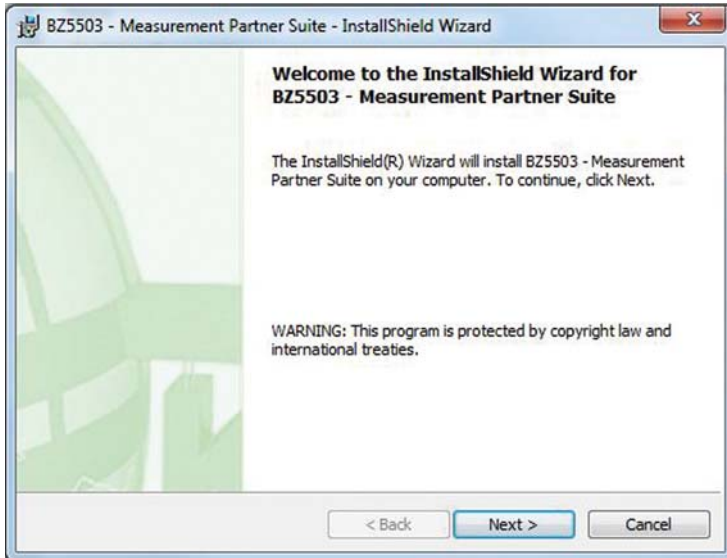 BZ5503 - Measurement Partner Suite - InstallShield Wizard
Welcome to the InstallShield Wizard for
BZ5503 - Measurement Partner Suite
The InstallShield(R) Wizard will install BZ5503 - Measurement
Partner Suite on your computer. To continue, click Next.
WARNING: This program is protected by copyright law and
international treaties.
< Back
Next >
Cancel